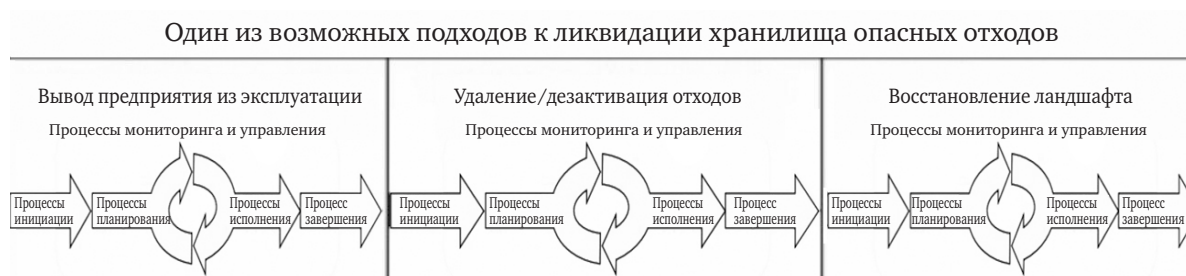 Один из возможных подходов к ликвидации хранилища опасных отходов
Вывод предприятия из эксплуатации
Процессы мониторинга и управления
Процессы
инициации
Процессы
планирования
Процессы
исполнения
Процесс
завершения
Удаление/дезактивация отходов
Процессы мониторинга и управления
Процессы
инициации
Процессы
планирования
Процессы
исполнения
Процесс
завершения
Восстановление ландшафта
Процессы мониторинга и управления
Процессы
инициации
Процессы
планирования
Процессы
исполнения
Процесс
завершения